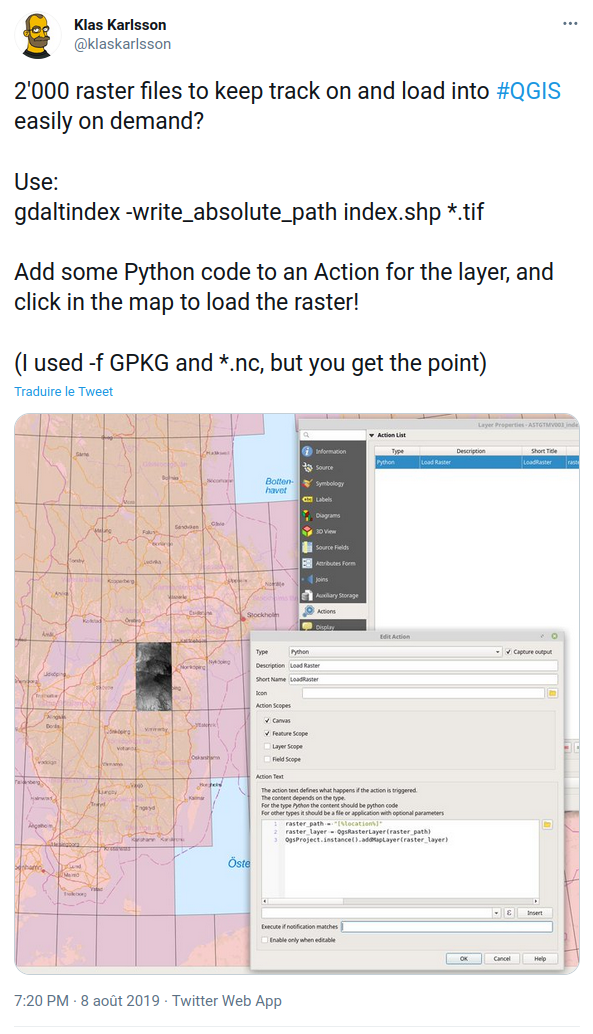 Klas Karlsson
@klaskarlsson
2'000 raster files to keep track on and load into #QGIS
easily on demand?
Use:
gdaltindex -write_absolute_path index.shp *.tif
Add some Python code to an Action for the layer, and
click in the map to load the raster!
(I used -f GPKG and *.nc, but you get the point)
Traduire le Tweet
Layer Properties - ASTGTMV003_inde
Action List
Type Description Short Title
Python Load Raster LoadRaster
Information
Source
Symbology
Labels
Diagrams
3D View
Source Fields
Attributes Form
Joins
Auxiliary Storage
Actions
Display
Botten-
havet
Stockholm
Norrköping
Nyköping
Öste
Edit Action
Type Python Capture output
Description Load Raster
Short Name LoadRaster
Icon
Action Scopes
Canvas
Feature Scope
Layer Scope
Field Scope
Action Text
The action text defines what happens if the action is triggered.
The content depends on the type.
For the type Python the content should be python code
For other types it should be a file or application with optional parameters
1 raster_path = "[%location%]"
2 raster_layer = QgsRasterLayer(raster_path)
3 QgsProject.instance().addMapLayer(raster_layer)
ε Insert
Execute if notification matches
Enable only when editable
OK Cancel Help
7:20 PM · 8 août 2019 · Twitter Web App